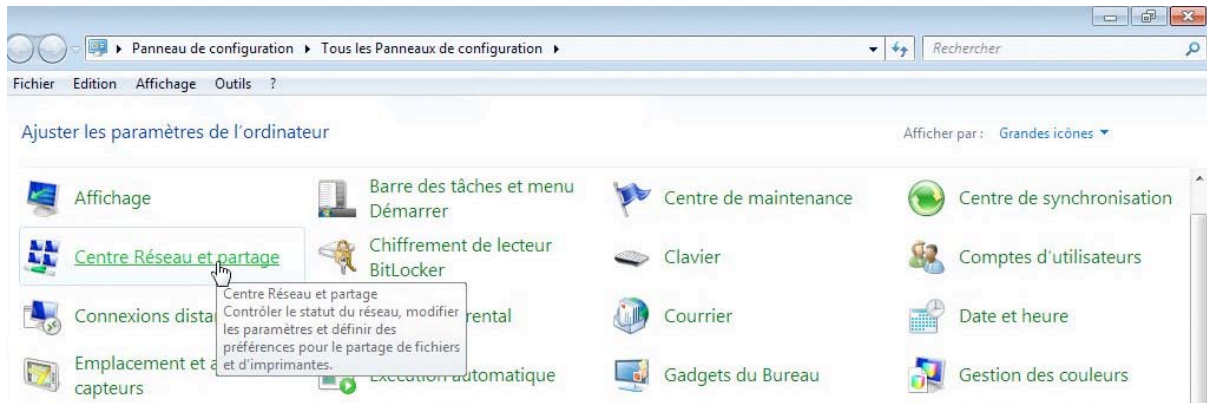 Panneau de configuration Tous les Panneaux de configuration
Rechercher
Fichier Edition Affichage Outils ?
Ajuster les paramètres de l'ordinateur
Afficher par : Grandes icônes
Affichage
Barre des tâches et menu
Démarrer
Centre de maintenance
Centre de synchronisation
Centre Réseau et partage
Chiffrement de lecteur
BitLocker
Clavier
Comptes d'utilisateurs
Centre Réseau et partage
Contrôler le statut du réseau, modifier
les paramètres et définir des
préférences pour le partage de fichiers
et d'imprimantes.
Connexions dista
rental
Courrier
Date et heure
Emplacement et a
capteurs
Exécution automatique
Gadgets du Bureau
Gestion des couleurs